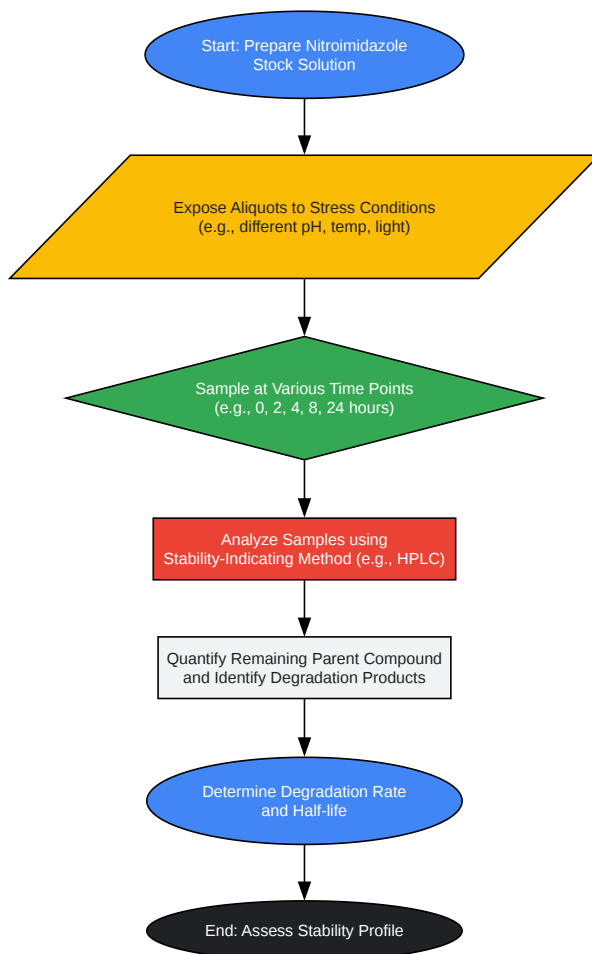 Start: Prepare Nitroimidazole
Stock Solution
Expose Aliquots to Stress Conditions
(e.g., different pH, temp, light)
Sample at Various Time Points
(e.g., 0, 2, 4, 8, 24 hours)
Analyze Samples using
Stability-Indicating Method (e.g., HPLC)
Quantify Remaining Parent Compound
and Identify Degradation Products
Determine Degradation Rate
and Half-life
End: Assess Stability Profile